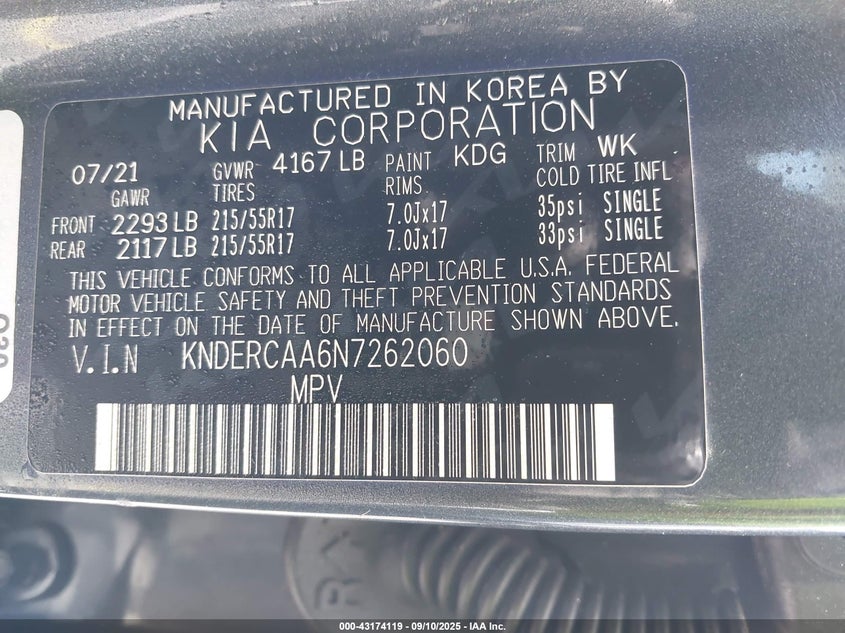 MANUFACTURED IN KOREA BY
KIA CORPORATION
07/21 GVWR 4167 LB PAINT KDG TRIM WK
GAWR TIRES RIMS COLD TIRE INFL
FRONT 2293 LB 215/55R17 7.0Jx17 35psi SINGLE
REAR 2117 LB 215/55R17 7.0Jx17 33psi SINGLE
THIS VEHICLE CONFORMS TO ALL APPLICABLE U.S.A. FEDERAL
MOTOR VEHICLE SAFETY AND THEFT PREVENTION STANDARDS
IN EFFECT ON THE DATE OF MANUFACTURE SHOWN ABOVE.
V.I.N KNDERCAA6N7262060
MPV
000-43174119 - 09/10/2025 - IAA Inc.